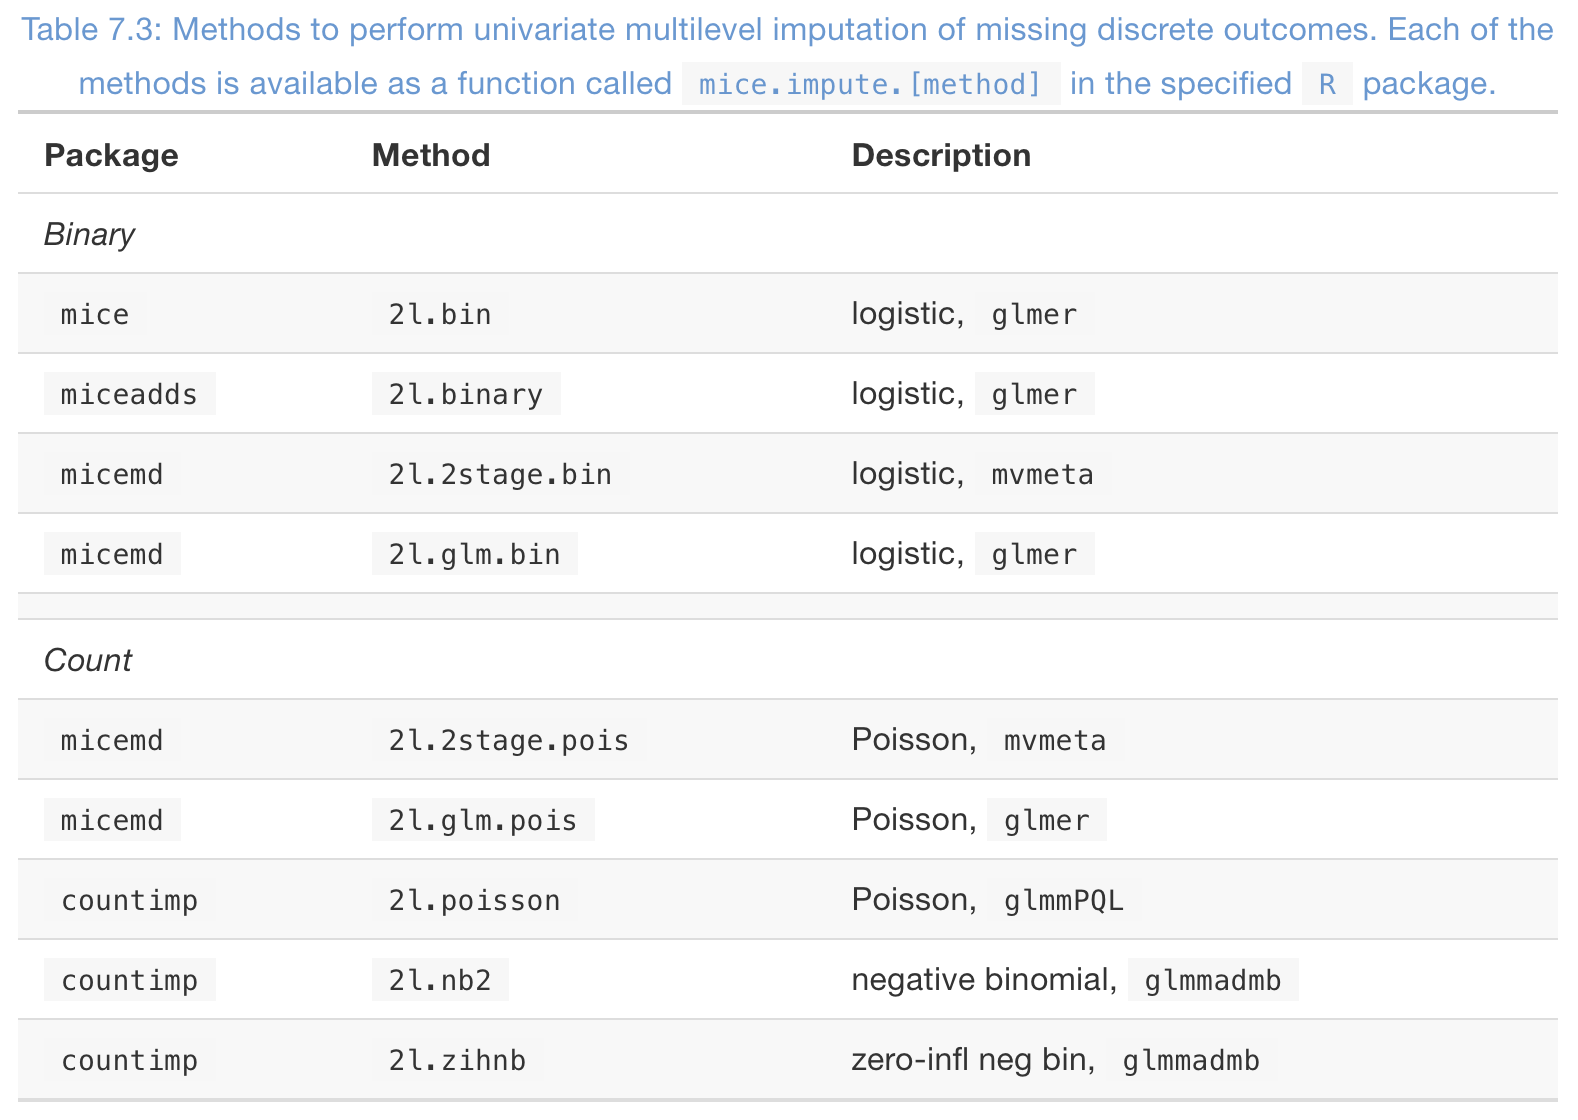 Table 7.3: Methods to perform univariate multilevel imputation of missing discrete outcomes. Each of the
methods is available as a function called mice.impute.[method] in the specified R package.
Package Method Description
Binary
mice 2l.bin logistic, glmer
miceadds 2l.binary logistic, glmer
micemd 2l.2stage.bin logistic, mvmeta
micemd 2l.glm.bin logistic, glmer
Count
micemd 2l.2stage.pois Poisson, mvmeta
micemd 2l.glm.pois Poisson, glmer
countimp 2l.poisson Poisson, glmmPQL
countimp 2l.nb2 negative binomial, glmmadmb
countimp 2l.zihnb zero-infl neg bin, glmmadmb